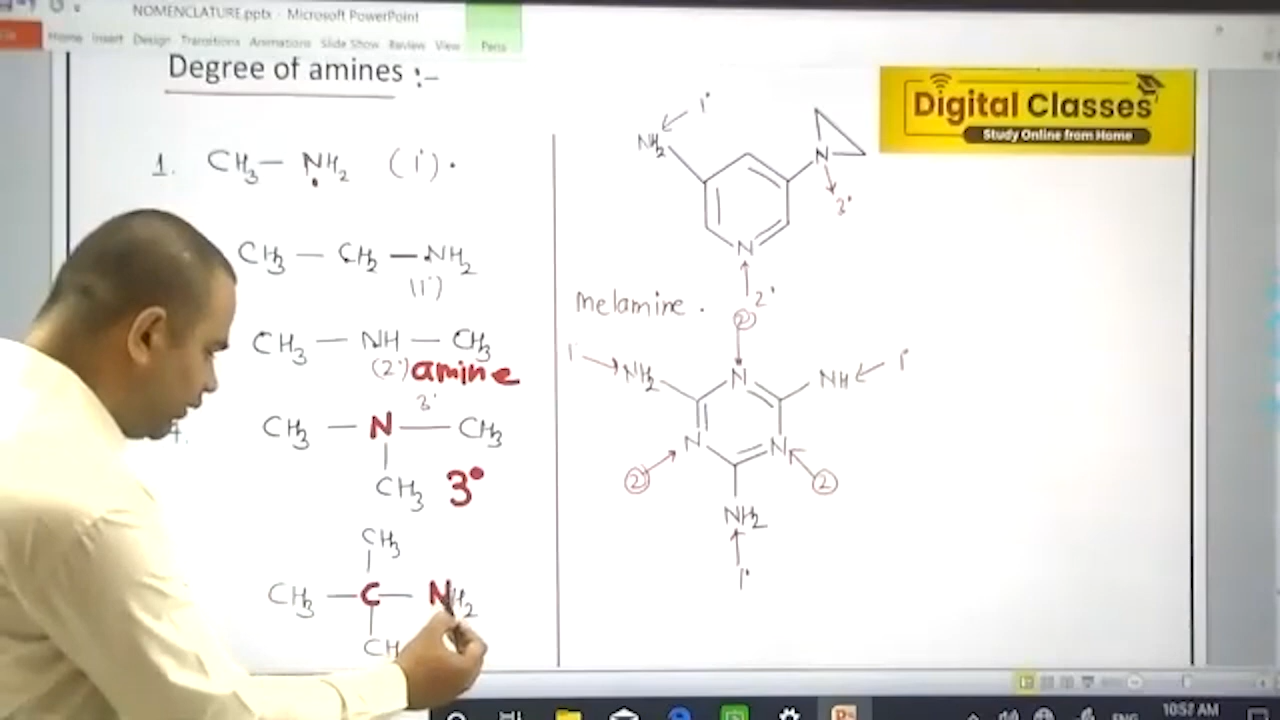 NOMENCLATURE.pptx - Microsoft PowerPoint
Home Insert Design Transitions Animations Slide Show Review View Pens
Degree of amines :-
1. CH3 — NH2 (1°).
CH3 — CH2 — NH2
(1°)
CH3 — NH — CH3
(2°) amine
3°
4. CH3 — N — CH3
CH3 3°
CH3
CH3 — C — NH2
CH
Digital Classes
Study Online from Home
NH2 1°
N 3°
N
2°
melamine.
2
1° NH2 N NH 1°
N N
2 2
NH2
1°
10:57 AM